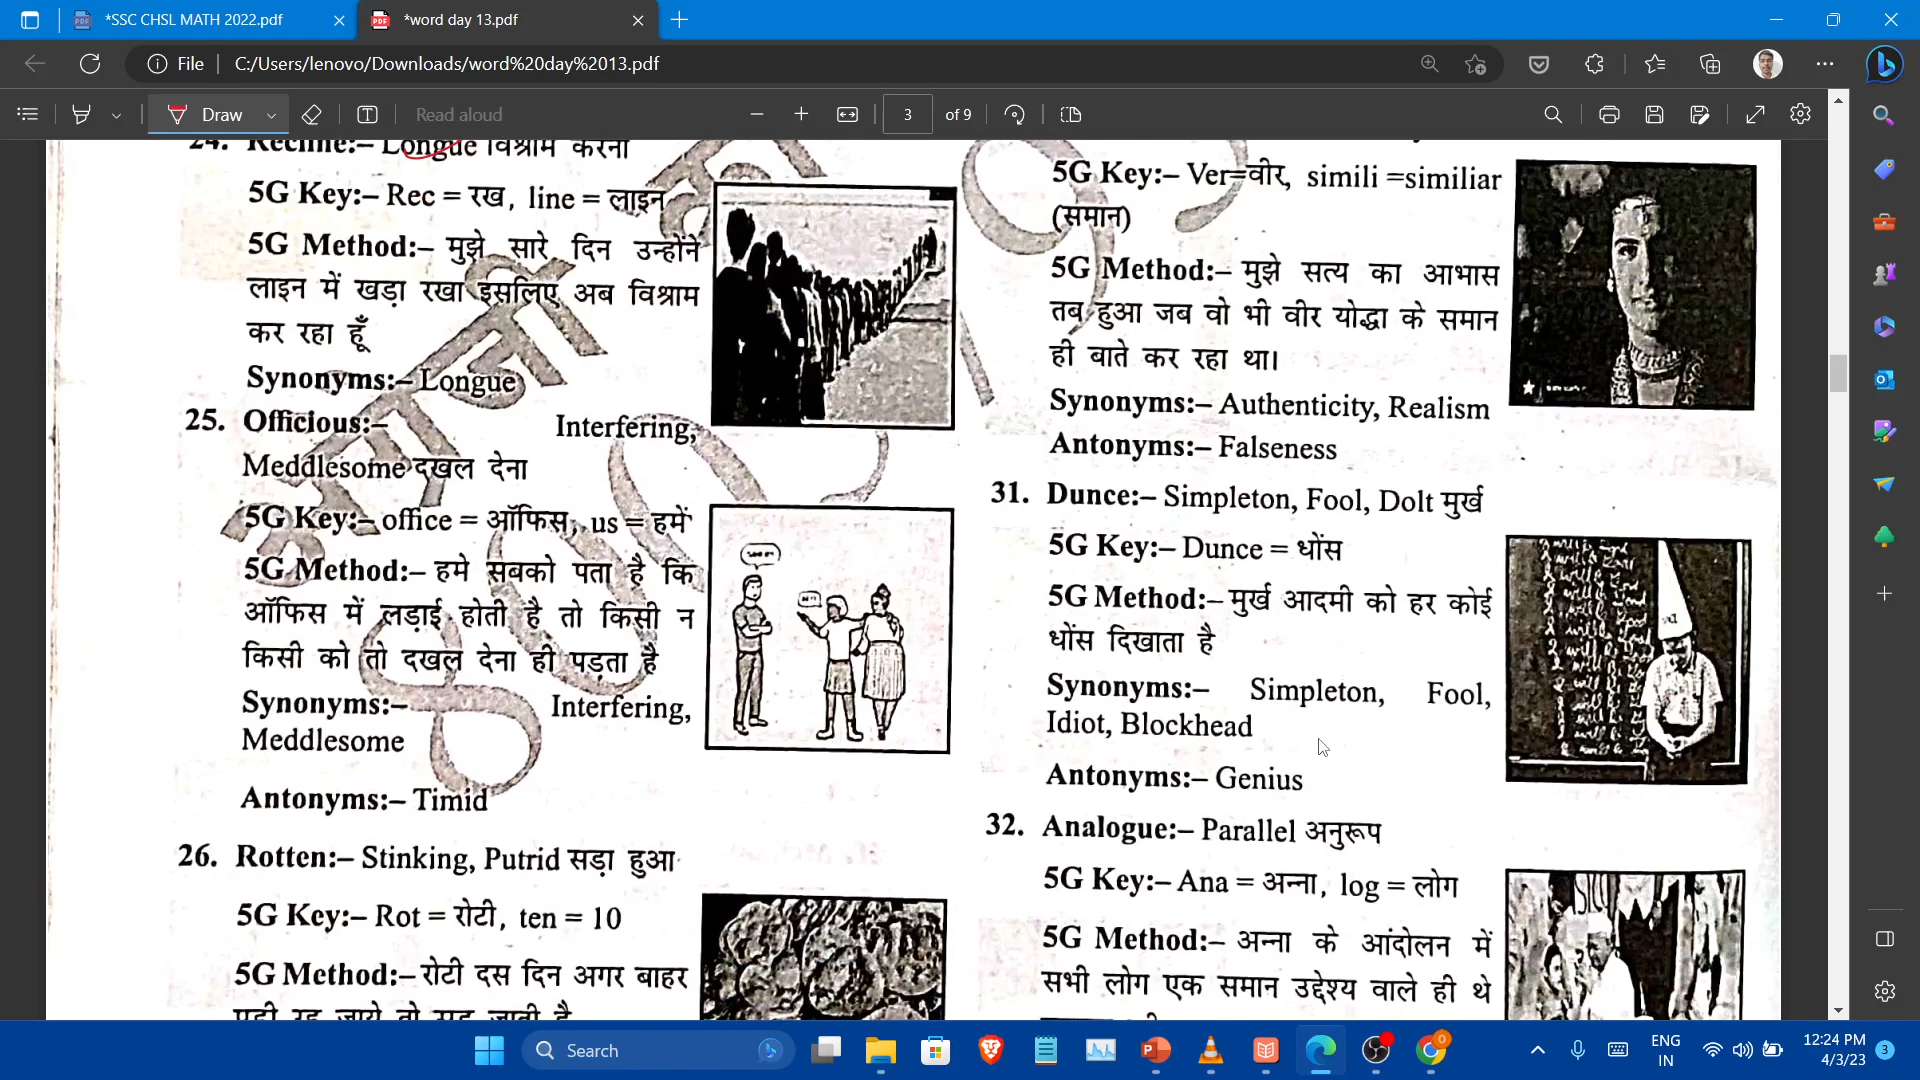 *SSC CHSL MATH 2022.pdf
*word day 13.pdf
File
C:/Users/lenovo/Downloads/word%20day%2013.pdf
Draw
Read aloud
3
of 9
24. Recline:– Longue विश्राम करना
5G Key:– Rec = रख, line = लाइन
5G Method:– मुझे सारे दिन उन्होंने
लाइन में खड़ा रखा इसलिए अब विश्राम
कर रहा हूँ
Synonyms:– Longue
25. Officious:– Interfering,
Meddlesome दखल देना
5G Key:– office = ऑफिस, us = हमें
5G Method:– हमे सबको पता है कि
ऑफिस में लड़ाई होती है तो किसी न
किसी को तो दखल देना ही पड़ता है
Synonyms:– Interfering,
Meddlesome
Antonyms:– Timid
26. Rotten:– Stinking, Putrid सड़ा हुआ
5G Key:– Rot = रोटी, ten = 10
5G Method:– रोटी दस दिन अगर बाहर
5G Key:– Ver=वीर, simili =similiar
(समान)
5G Method:– मुझे सत्य का आभास
तब हुआ जब वो भी वीर योद्धा के समान
ही बाते कर रहा था।
Synonyms:– Authenticity, Realism
Antonyms:– Falseness
31. Dunce:– Simpleton, Fool, Dolt मुर्ख
5G Key:– Dunce = धोंस
5G Method:– मुर्ख आदमी को हर कोई
धोंस दिखाता है
Synonyms:– Simpleton, Fool,
Idiot, Blockhead
Antonyms:– Genius
32. Analogue:– Parallel अनुरूप
5G Key:– Ana = अन्ना, log = लोग
5G Method:– अन्ना के आंदोलन में
सभी लोग एक समान उद्देश्य वाले ही थे
Search
ENG
IN
12:24 PM
4/3/23
3